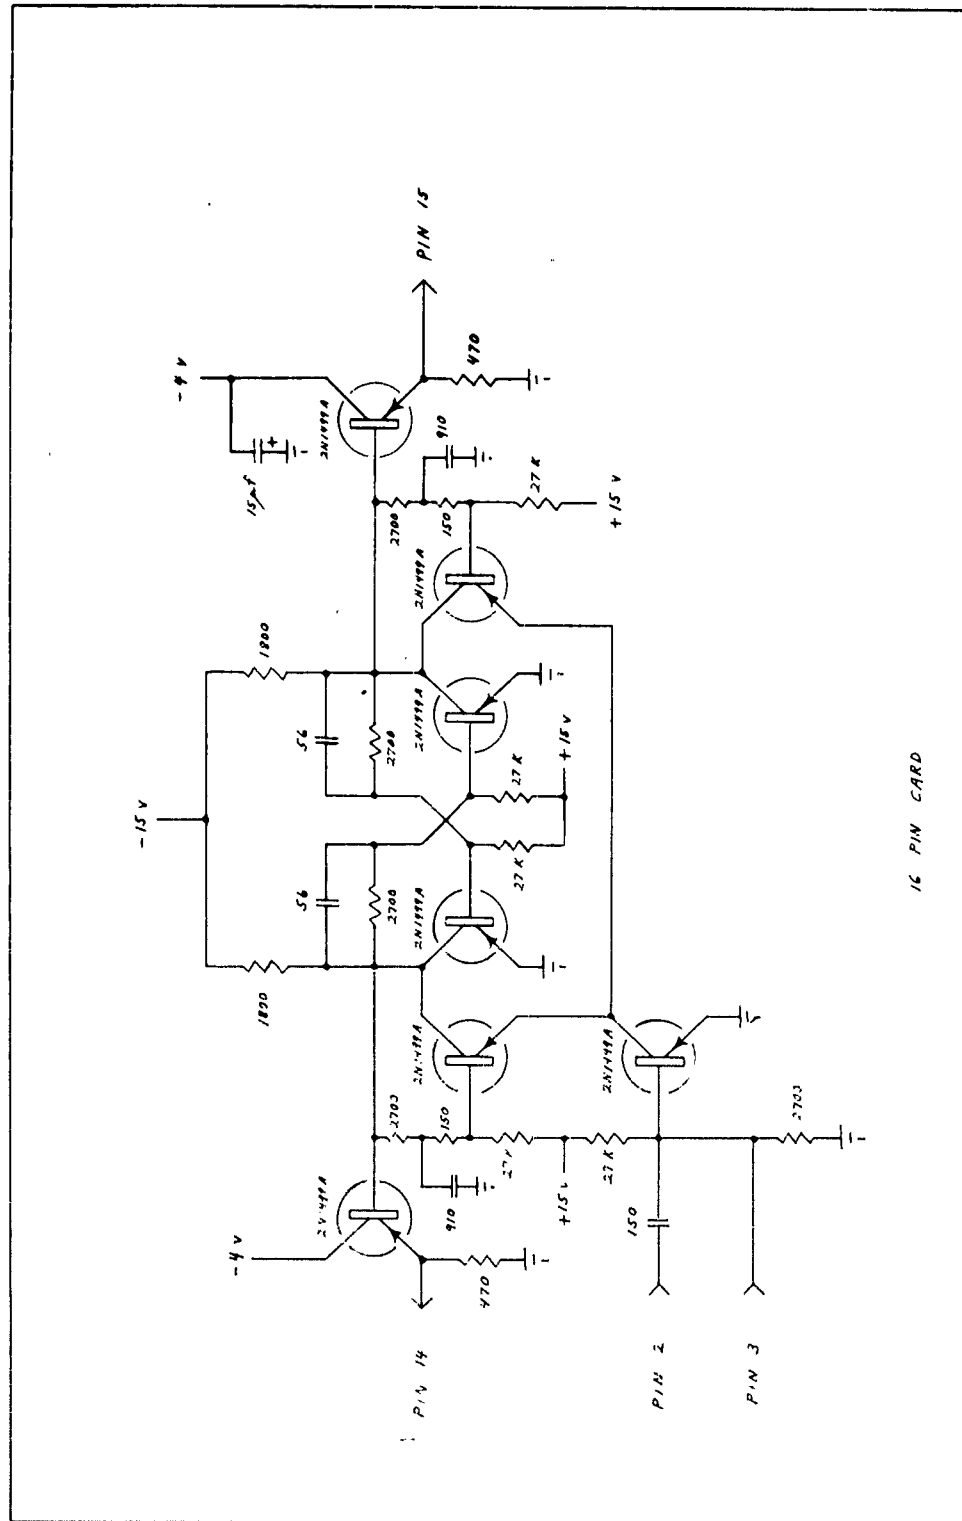 -4 V
15 µf
+
2N1499A
PIN 15
470
910
2700
150
27 K
+15 V
2N1499A
1800
-15 V
1800
56
2700
2N1499A
56
2700
27 K
27 K
+15 V
2N1499A
2N1499A
2N1499A
-4 V
2700
150
910
470
PIN 14
+15 V
27 K
2700
150
PIN 2
PIN 3
16 PIN CARD